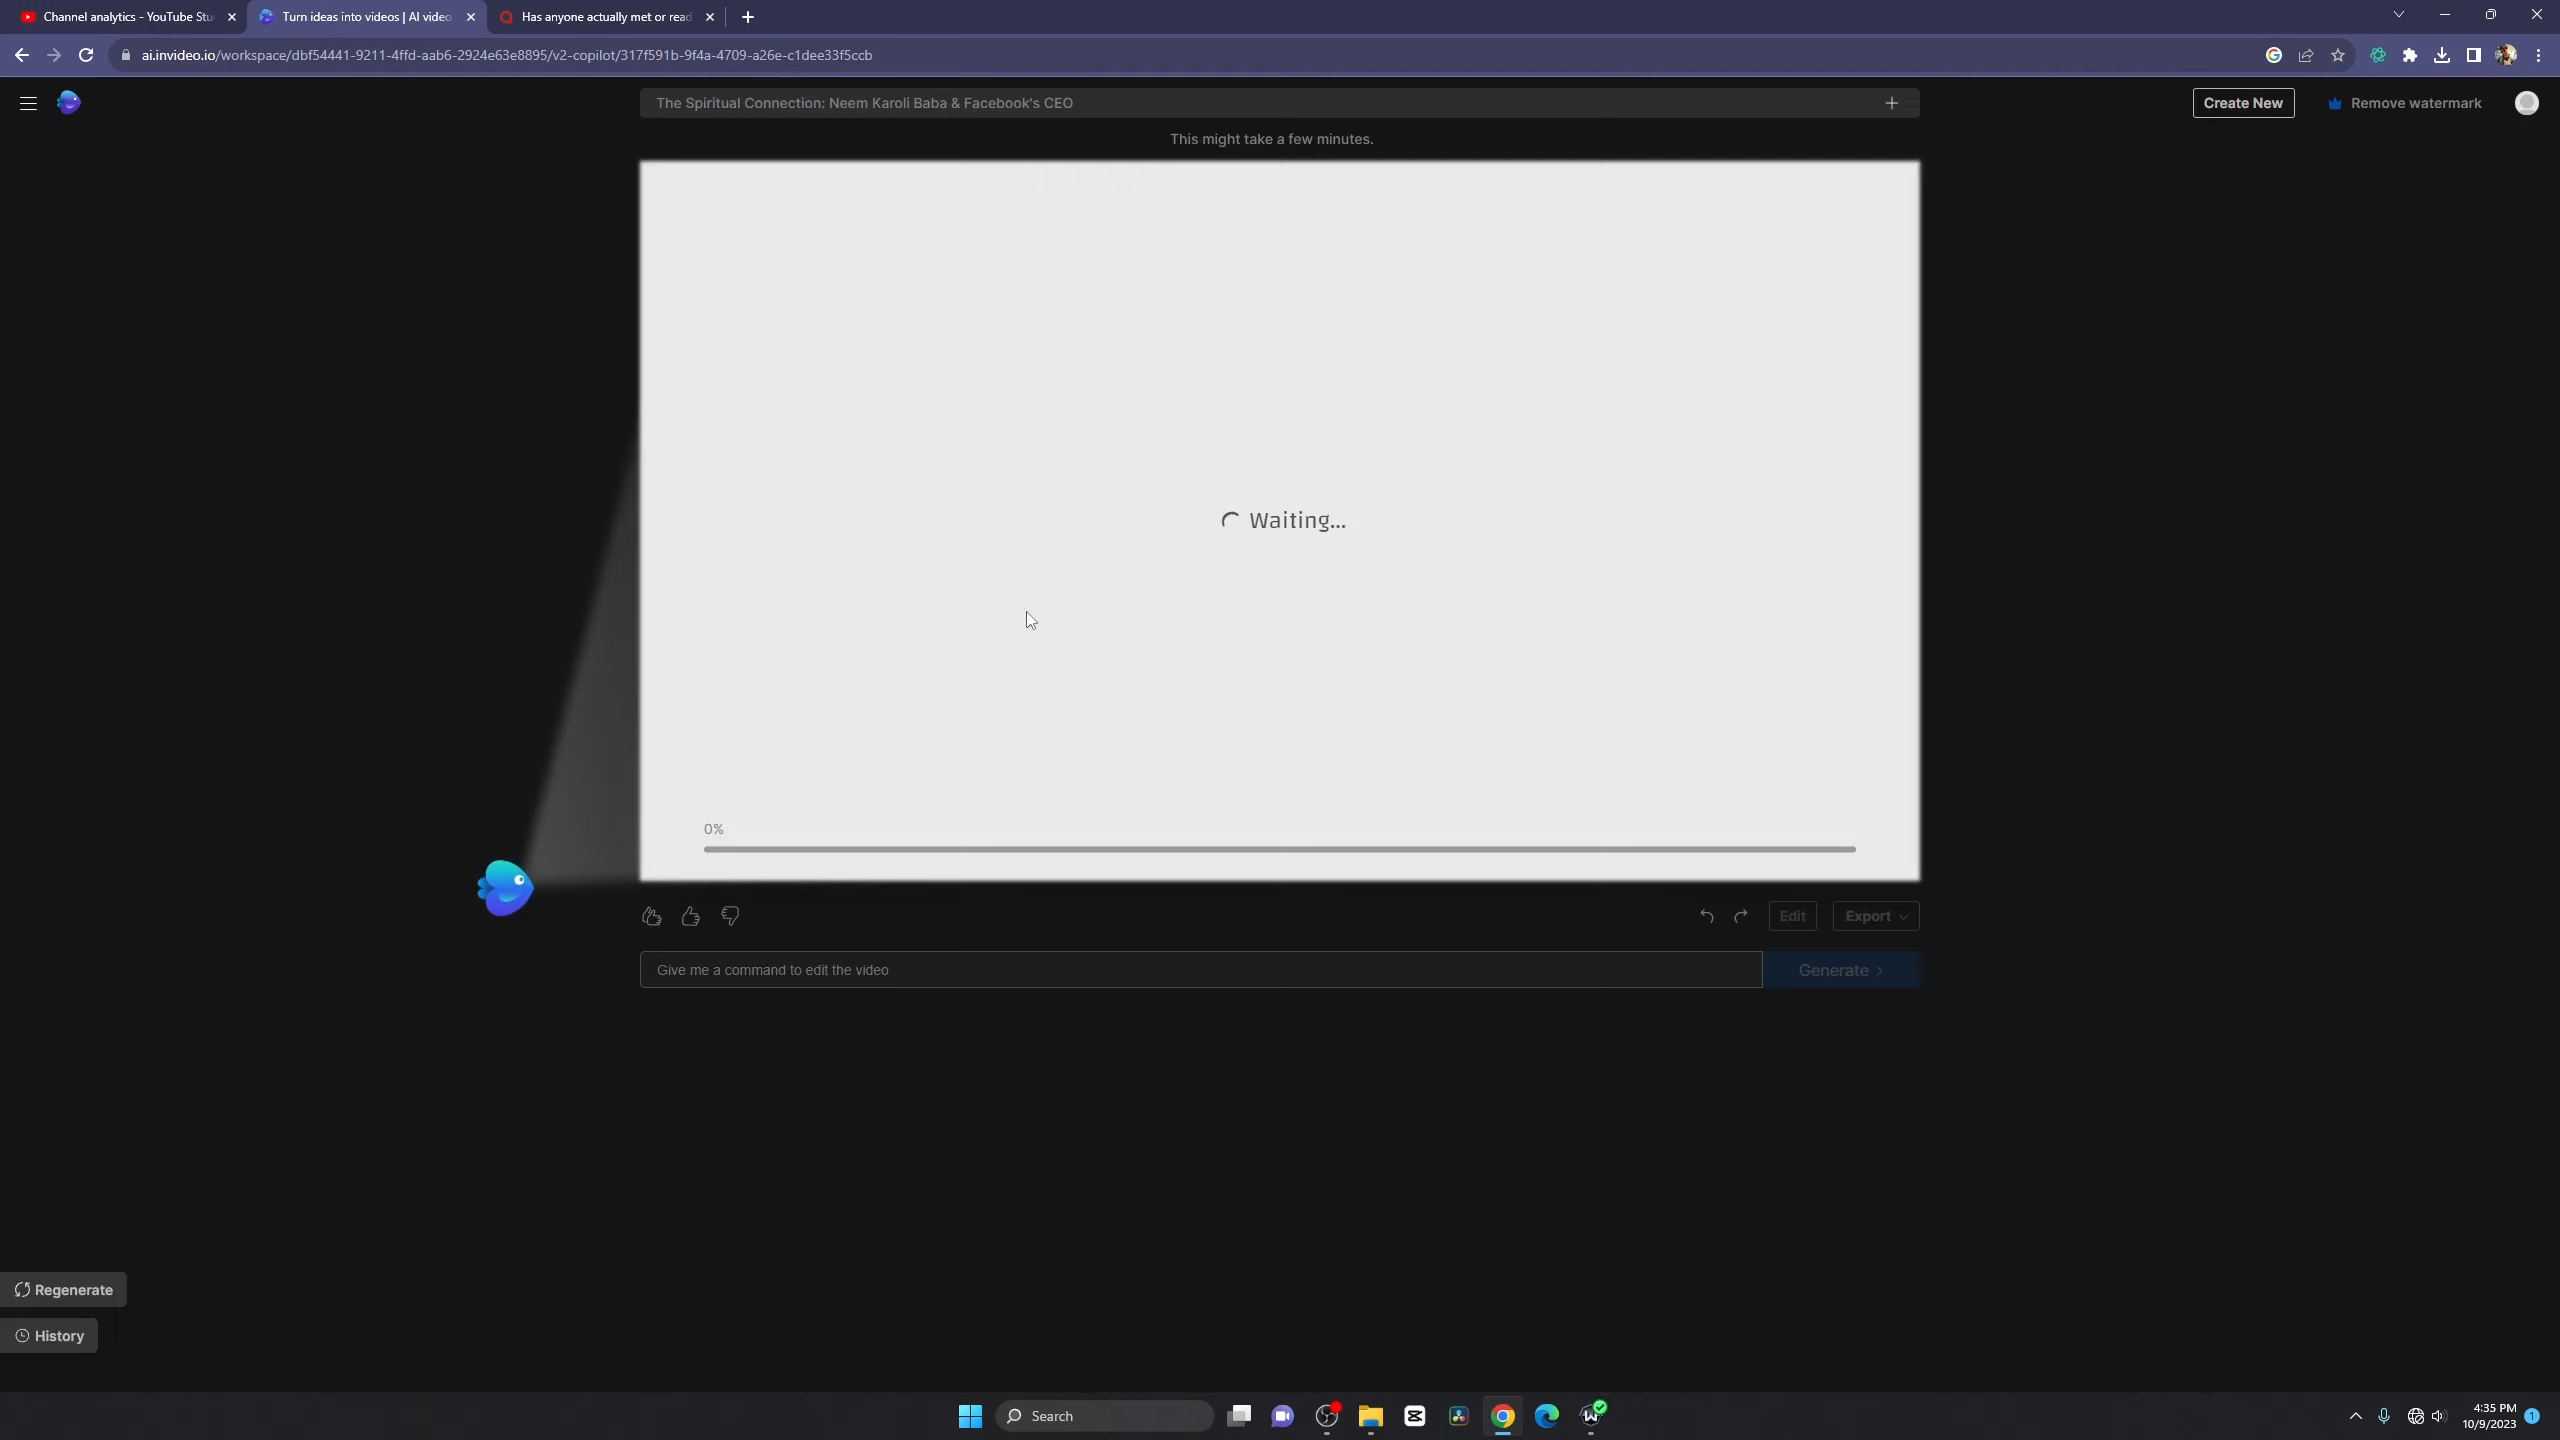 Channel analytics - YouTube Stu
Turn ideas into videos | AI video
Has anyone actually met or read
ai.invideo.io/workspace/dbf54441-9211-4ffd-aab6-2924e63e8895/v2-copilot/317f591b-9f4a-4709-a26e-c1dee33f5ccb
The Spiritual Connection: Neem Karoli Baba & Facebook's CEO
Create New
Remove watermark
This might take a few minutes.
Waiting...
0%
Edit
Export
Give me a command to edit the video
Generate
Regenerate
History
Search
4:35 PM
10/9/2023
1